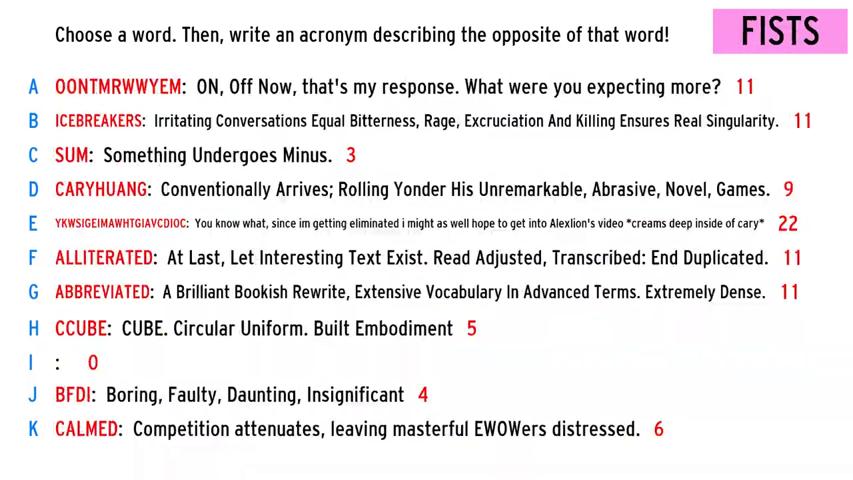 Choose a word. Then, write an acronym describing the opposite of that word!
FISTS
A OONTMRWWYEM: ON, Off Now, that's my response. What were you expecting more? 11
B ICEBREAKERS: Irritating Conversations Equal Bitterness, Rage, Excruciation And Killing Ensures Real Singularity. 11
C SUM: Something Undergoes Minus. 3
D CARYHUANG: Conventionally Arrives; Rolling Yonder His Unremarkable, Abrasive, Novel, Games. 9
E YKWSIGEIMAWHTGIAVCDIOC: You know what, since im getting eliminated i might as well hope to get into Alexlion's video *creams deep inside of cary* 22
F ALLITERATED: At Last, Let Interesting Text Exist. Read Adjusted, Transcribed: End Duplicated. 11
G ABBREVIATED: A Brilliant Bookish Rewrite, Extensive Vocabulary In Advanced Terms. Extremely Dense. 11
H CCUBE: CUBE. Circular Uniform. Built Embodiment 5
I : 0
J BFDI: Boring, Faulty, Daunting, Insignificant 4
K CALMED: Competition attenuates, leaving masterful EWOWers distressed. 6